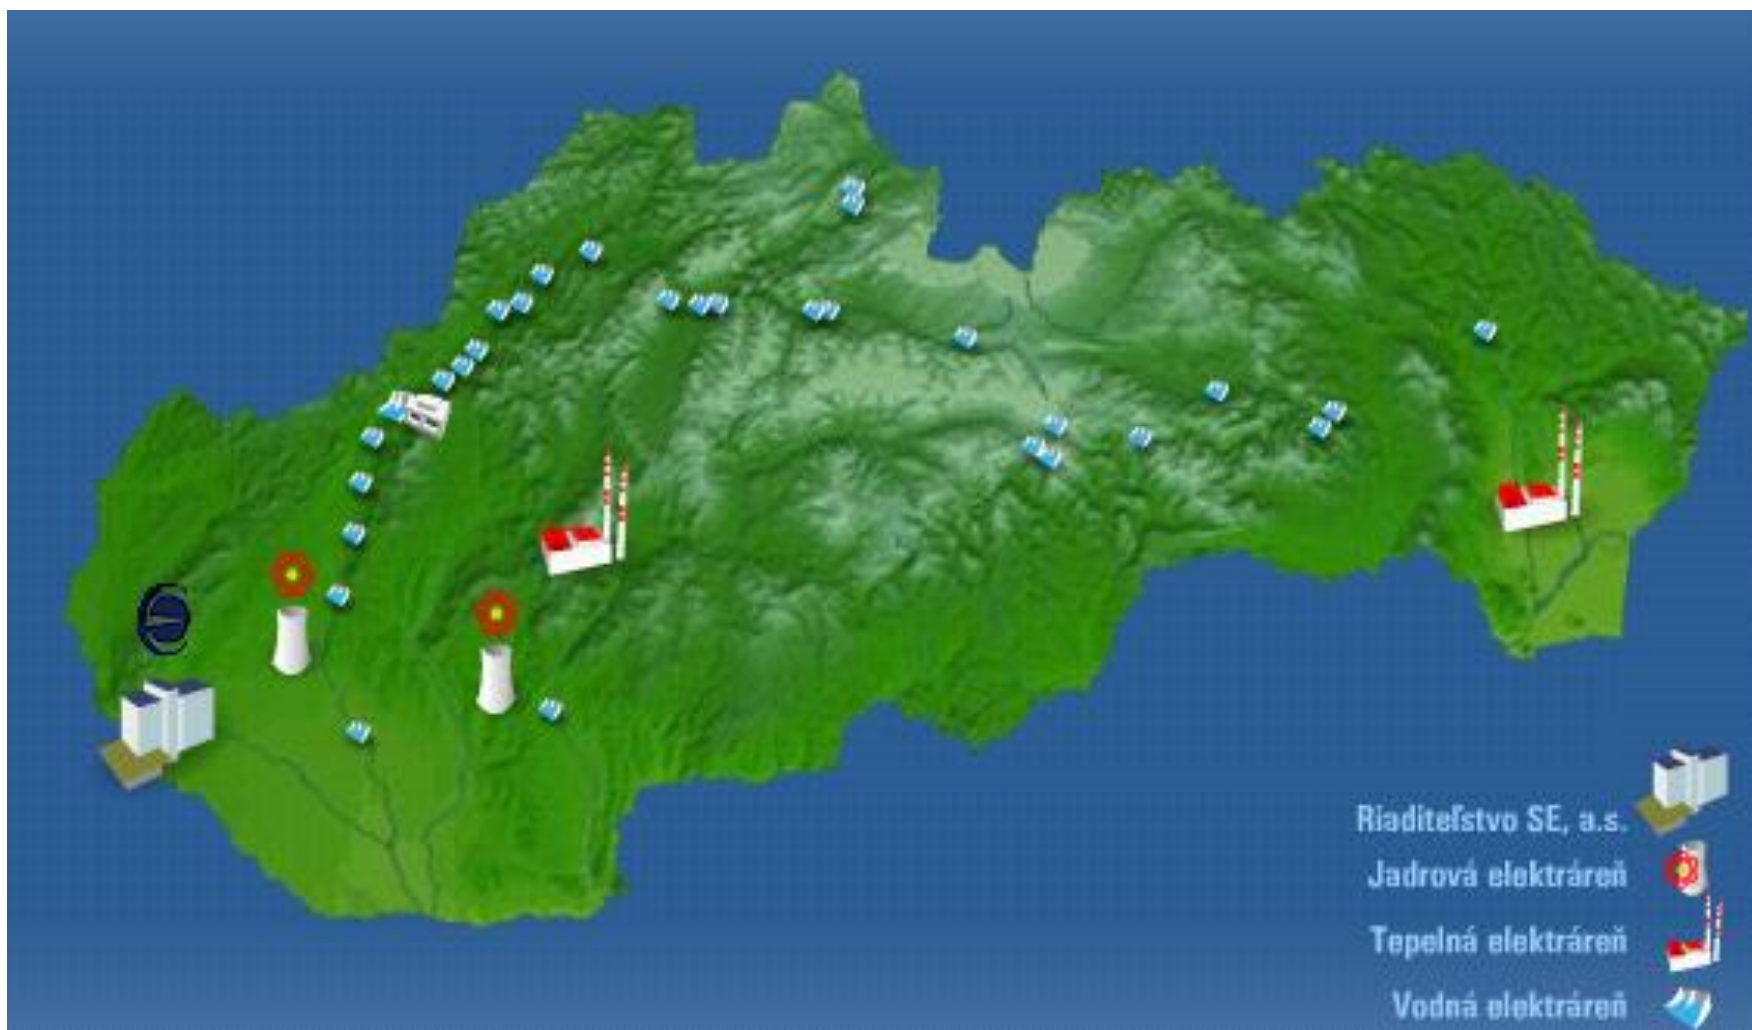 Riaditeľstvo SE, a.s.
Jadrová elektráreň
Tepelná elektráreň
Vodná elektráreň